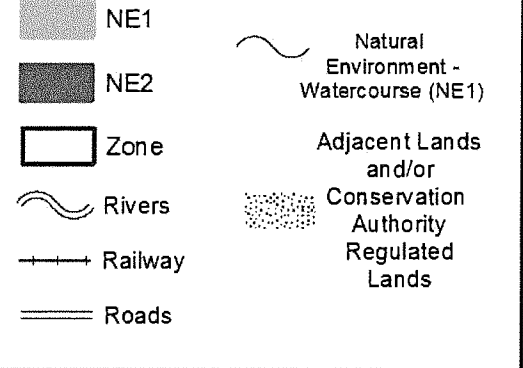 NE1
NE2
Zone
Rivers
Railway
Roads
Natural
Environment -
Watercourse (NE1)
Adjacent Lands
and/or
Conservation
Authority
Regulated
Lands